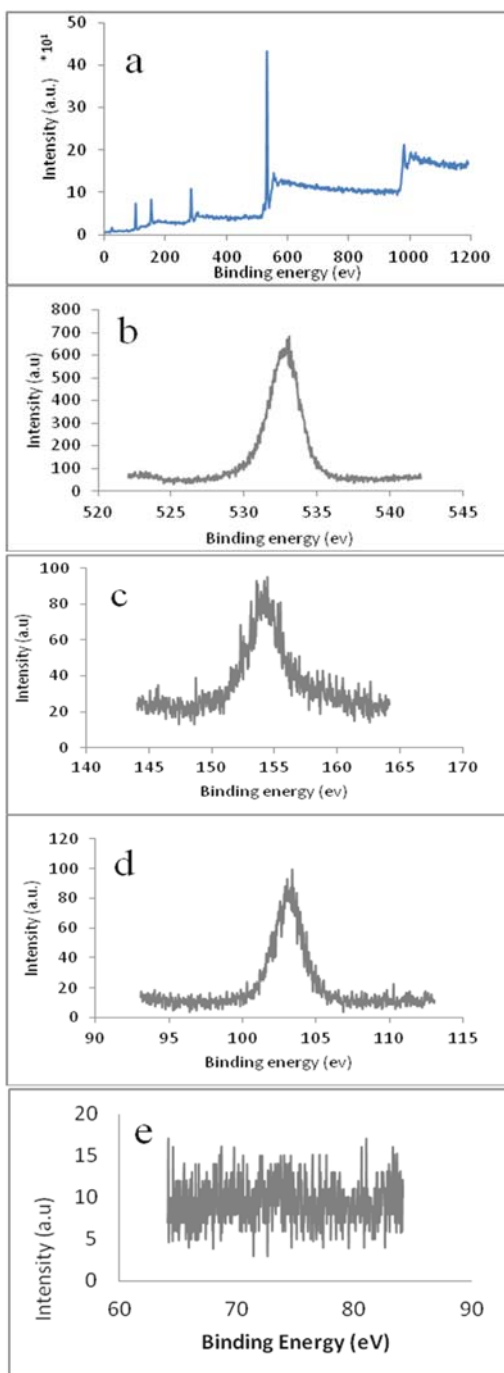 a
Intensity (a.u.) *10¹
50
40
30
20
10
0
0 200 400 600 800 1000 1200
Binding energy (ev)
b
Intensity (a.u)
800
700
600
500
400
300
200
100
0
520 525 530 535 540 545
Binding energy (ev)
c
Intensity (a.u)
100
80
60
40
20
0
140 145 150 155 160 165 170
Binding energy (ev)
d
Intensity (a.u.)
120
100
80
60
40
20
0
90 95 100 105 110 115
Binding energy (ev)
e
Intensity (a.u)
20
15
10
5
0
60 70 80 90
Binding Energy (eV)